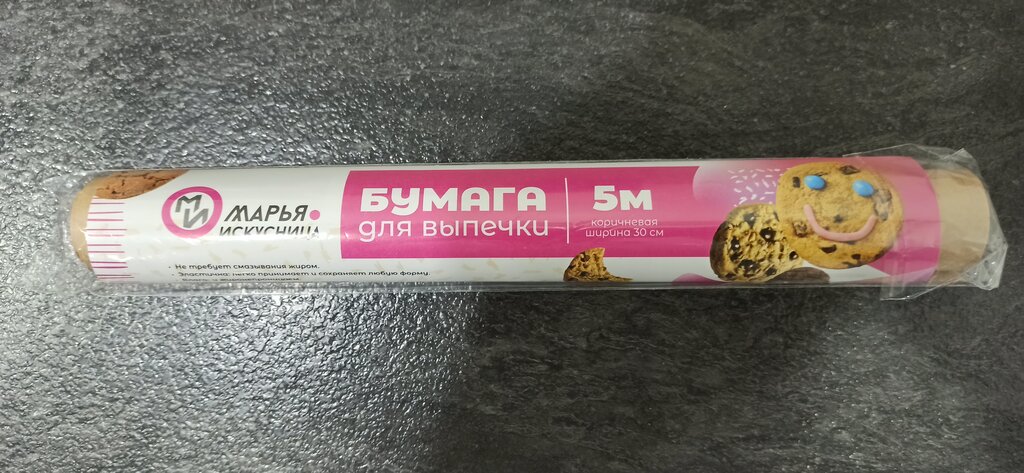 МИ
МАРЬЯ
ИСКУСНИЦА
БУМАГА
для выпечки
5м
коричневая
ширина 30 см
• Не требует смазывания жиром.
• Эластична: легко принимает и сохраняет любую форму.